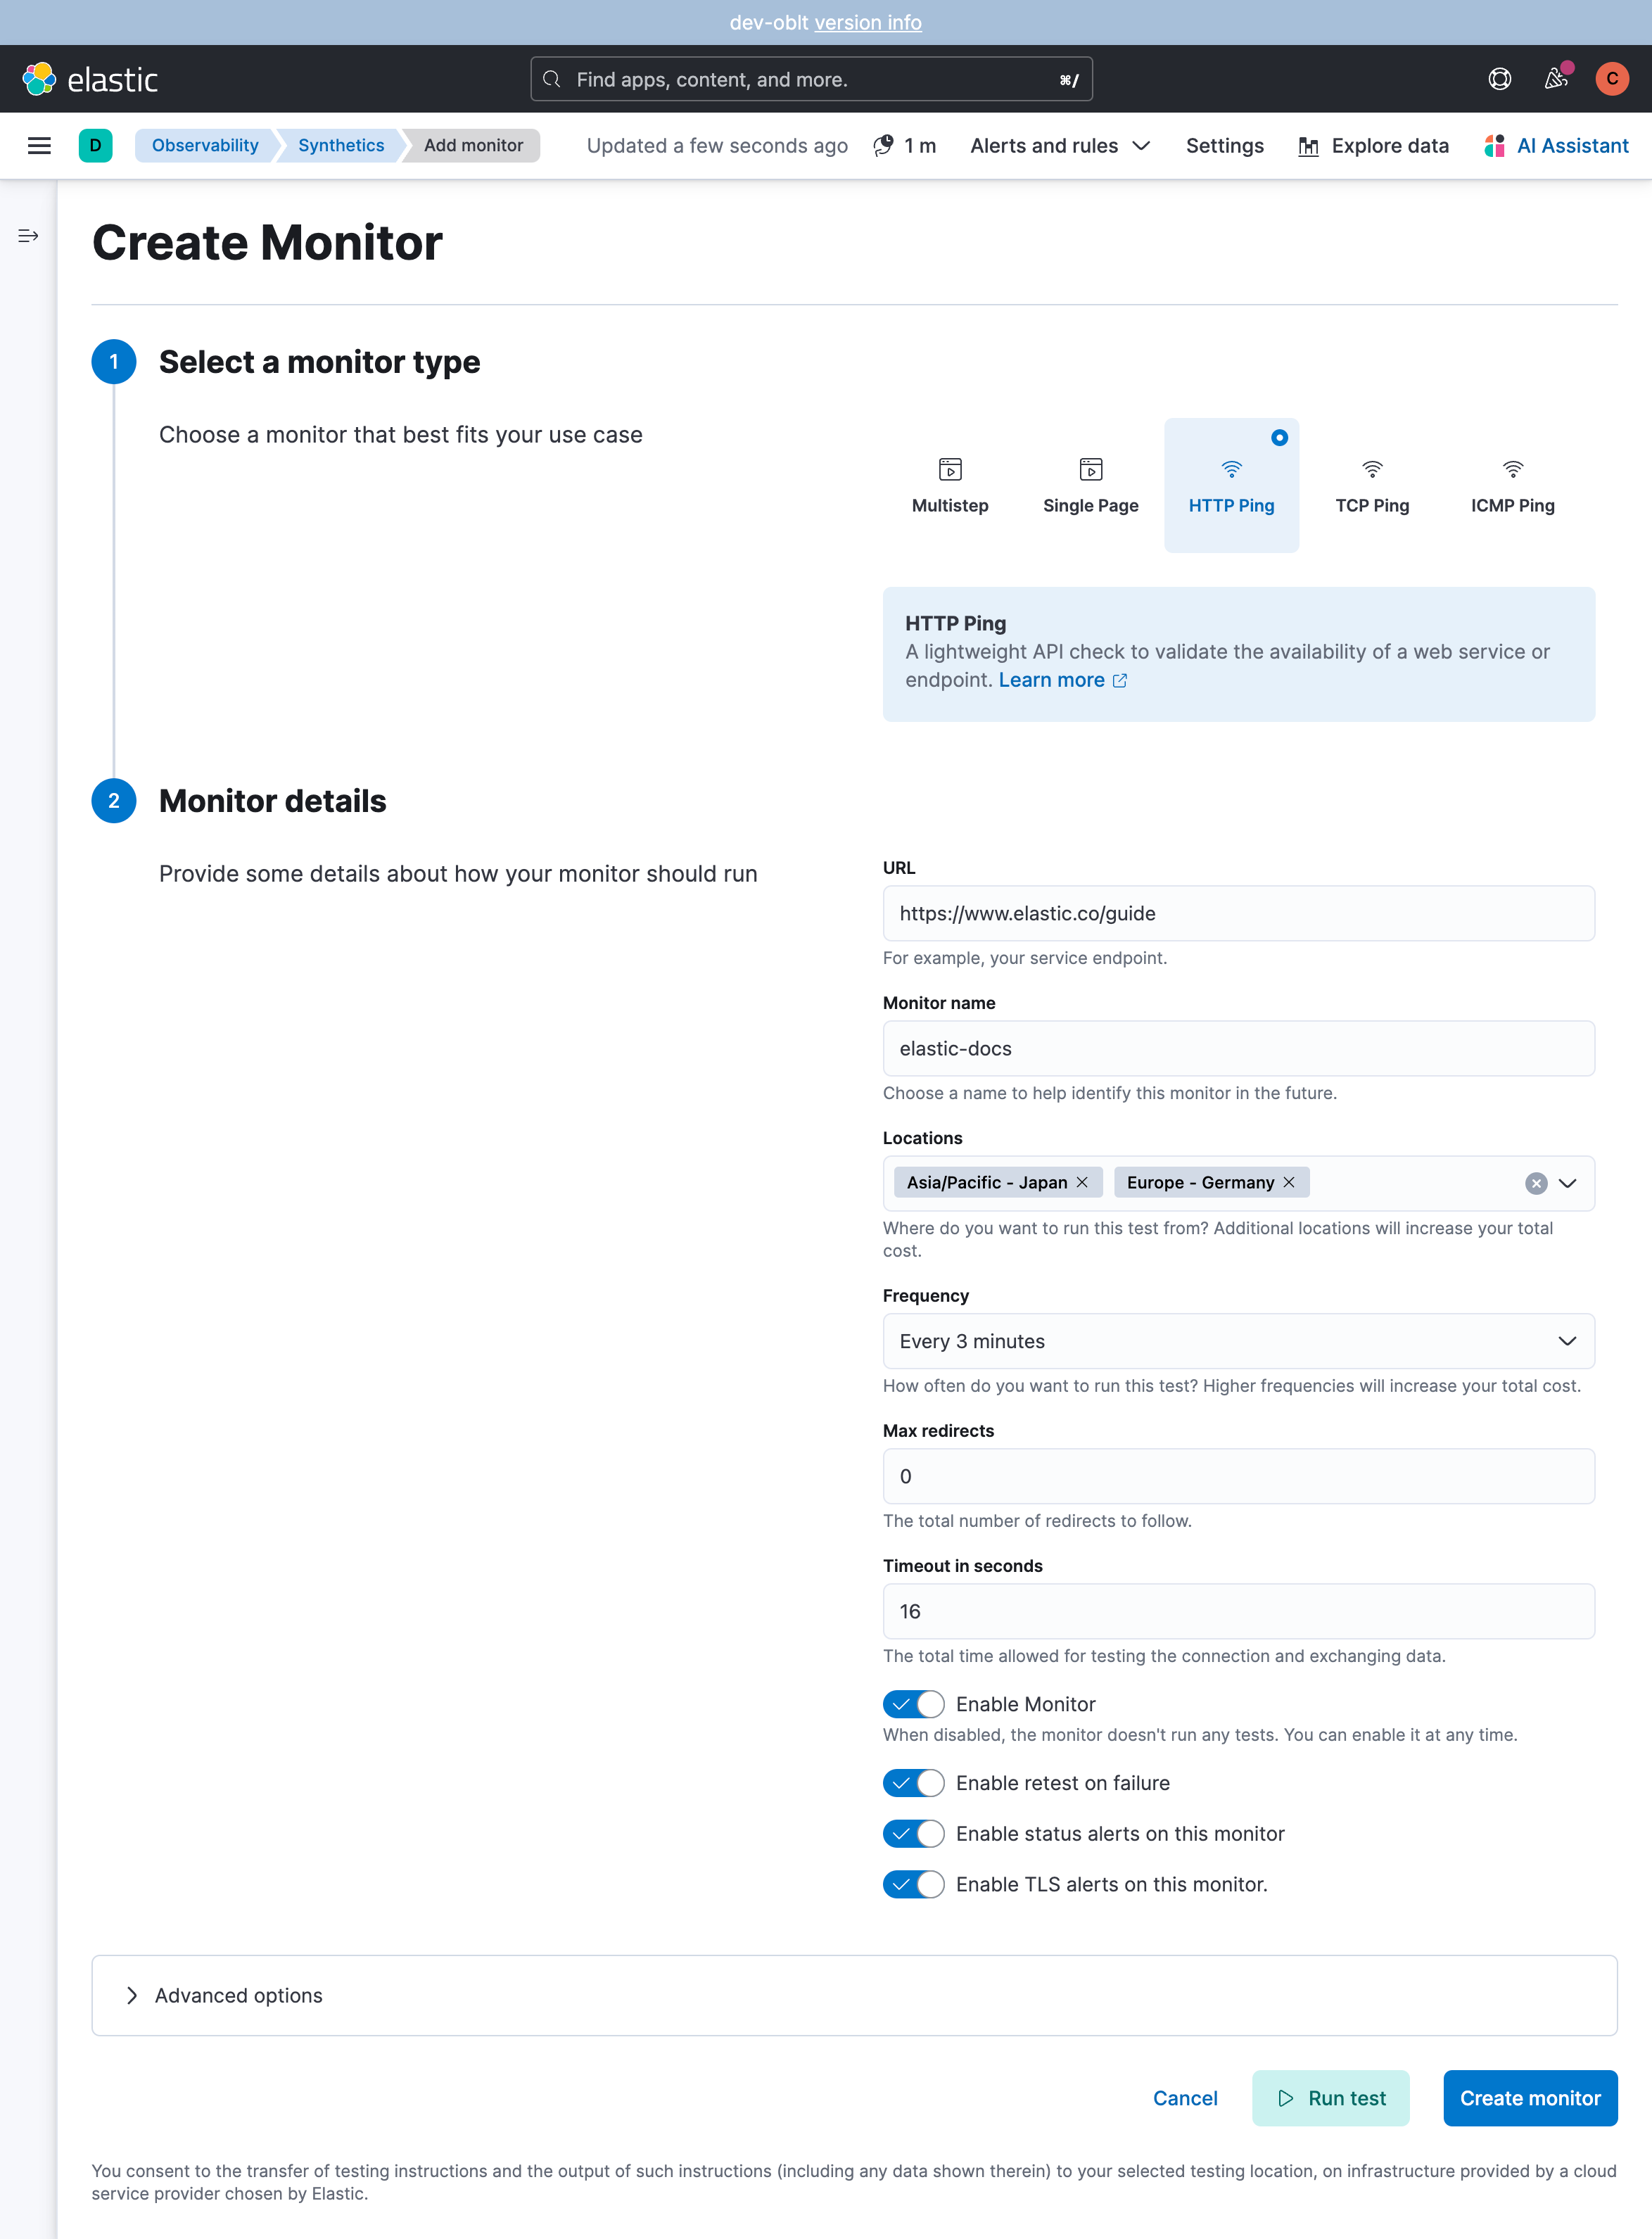 dev-oblt version info
elastic
Find apps, content, and more.
⌘/
C
D
Observability
Synthetics
Add monitor
Updated a few seconds ago
1 m
Alerts and rules
Settings
Explore data
AI Assistant
Create Monitor
1
Select a monitor type
Choose a monitor that best fits your use case
Multistep
Single Page
HTTP Ping
TCP Ping
ICMP Ping
HTTP Ping
A lightweight API check to validate the availability of a web service or
endpoint. Learn more
2
Monitor details
Provide some details about how your monitor should run
URL
https://www.elastic.co/guide
For example, your service endpoint.
Monitor name
elastic-docs
Choose a name to help identify this monitor in the future.
Locations
Asia/Pacific - Japan
Europe - Germany
Where do you want to run this test from? Additional locations will increase your total
cost.
Frequency
Every 3 minutes
How often do you want to run this test? Higher frequencies will increase your total cost.
Max redirects
0
The total number of redirects to follow.
Timeout in seconds
16
The total time allowed for testing the connection and exchanging data.
Enable Monitor
When disabled, the monitor doesn't run any tests. You can enable it at any time.
Enable retest on failure
Enable status alerts on this monitor
Enable TLS alerts on this monitor.
Advanced options
Cancel
Run test
Create monitor
You consent to the transfer of testing instructions and the output of such instructions (including any data shown therein) to your selected testing location, on infrastructure provided by a cloud
service provider chosen by Elastic.